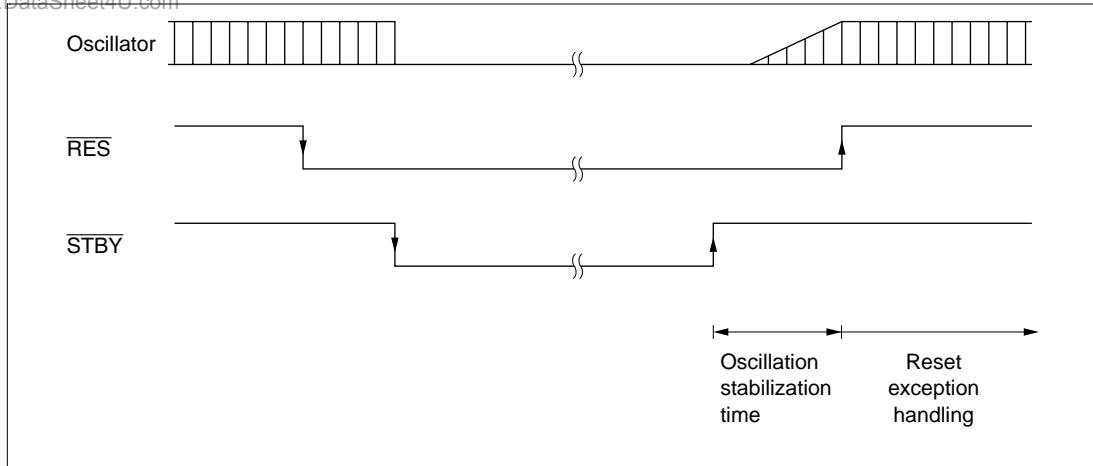 .DataSheet4U.com
Oscillator
RES
STBY
Oscillation
stabilization
time
Reset
exception
handling